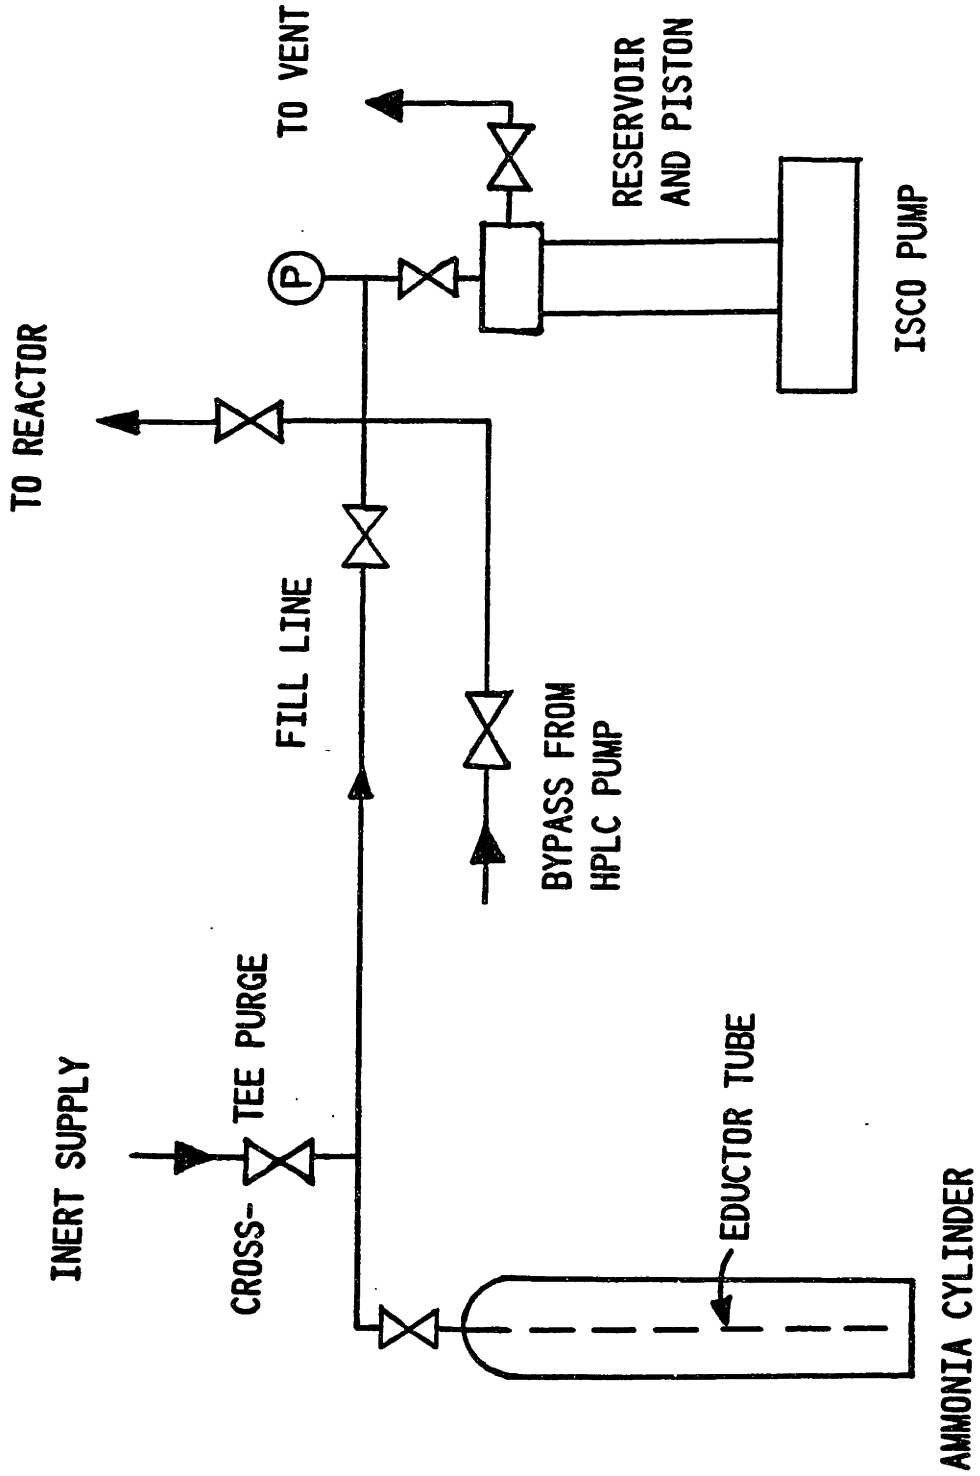 INERT SUPPLY
CROSS- TEE PURGE
TO REACTOR
FILL LINE
P
TO VENT
BYPASS FROM
HPLC PUMP
RESERVOIR
AND PISTON
EDUCTOR TUBE
AMMONIA CYLINDER
ISCO PUMP